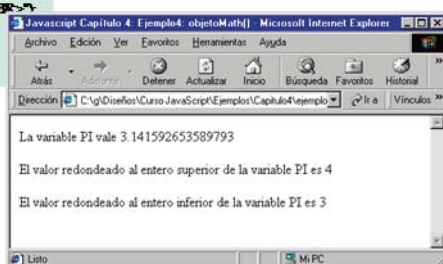 Javascript Capítulo 4: Ejemplo4: objetoMath() - Microsoft Internet Explorer
Archivo Edición Ver Favoritos Herramientas Ayuda
Atrás Adelante Detener Actualizar Inicio Búsqueda Favoritos Historial »
Dirección C:\g\Diseños\Curso JavaScript\Ejemplos\Capitulo4\ejemplo Ir a Vínculos »
La variable PI vale 3.141592653589793
El valor redondeado al entero superior de la variable PI es 4
El valor redondeado al entero inferior de la variable PI es 3
Listo Mi PC